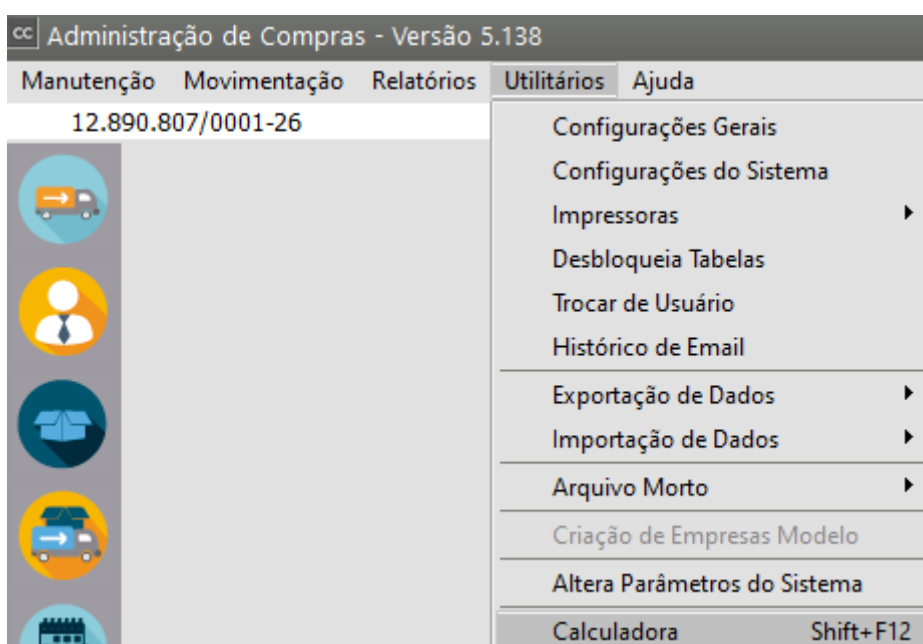 cc Administração de Compras - Versão 5.138
Manutenção Movimentação Relatórios Utilitários Ajuda
12.890.807/0001-26
Configurações Gerais
Configurações do Sistema
Impressoras
Desbloqueia Tabelas
Trocar de Usuário
Histórico de Email
Exportação de Dados
Importação de Dados
Arquivo Morto
Criação de Empresas Modelo
Altera Parâmetros do Sistema
Calculadora Shift+F12